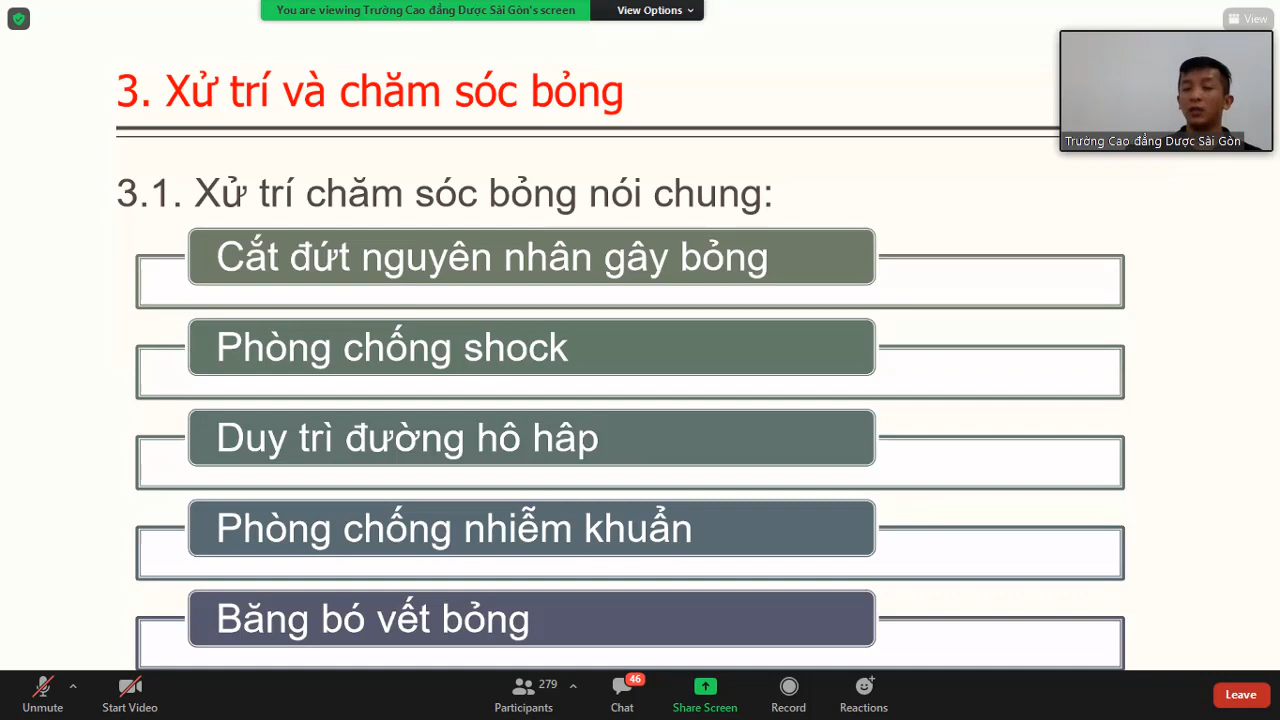 You are viewing Trường Cao đẳng Dược Sài Gòn's screen
View Options
View
3. Xử trí và chăm sóc bỏng
Trường Cao đẳng Dược Sài Gòn
3.1. Xử trí chăm sóc bỏng nói chung:
Cắt đứt nguyên nhân gây bỏng
Phòng chống shock
Duy trì đường hô hâp
Phòng chống nhiễm khuẩn
Băng bó vết bỏng
Unmute
Start Video
279
Participants
46
Chat
Share Screen
Record
Reactions
Leave